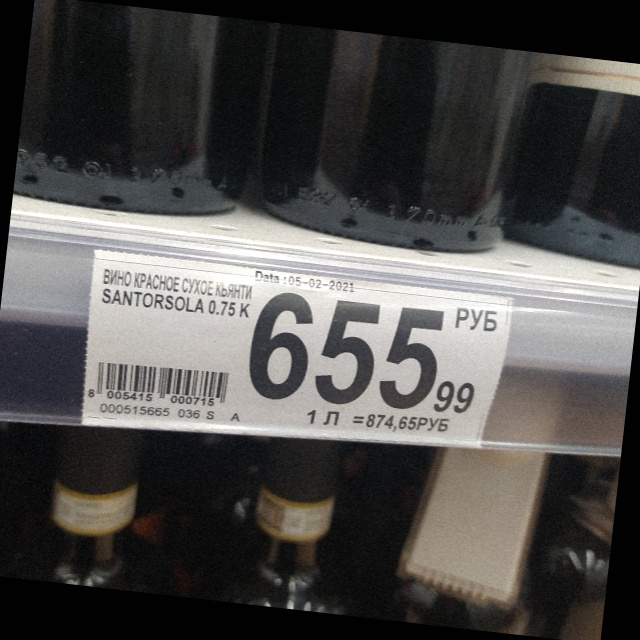 ВИНО КРАСНОЕ СУХОЕ КЬЯНТИ
SANTORSOLA 0.75 K
Data :05-02-2021
655 99 РУБ
8 005415 000715
000515665 036 S A
1 Л =874,65РУБ